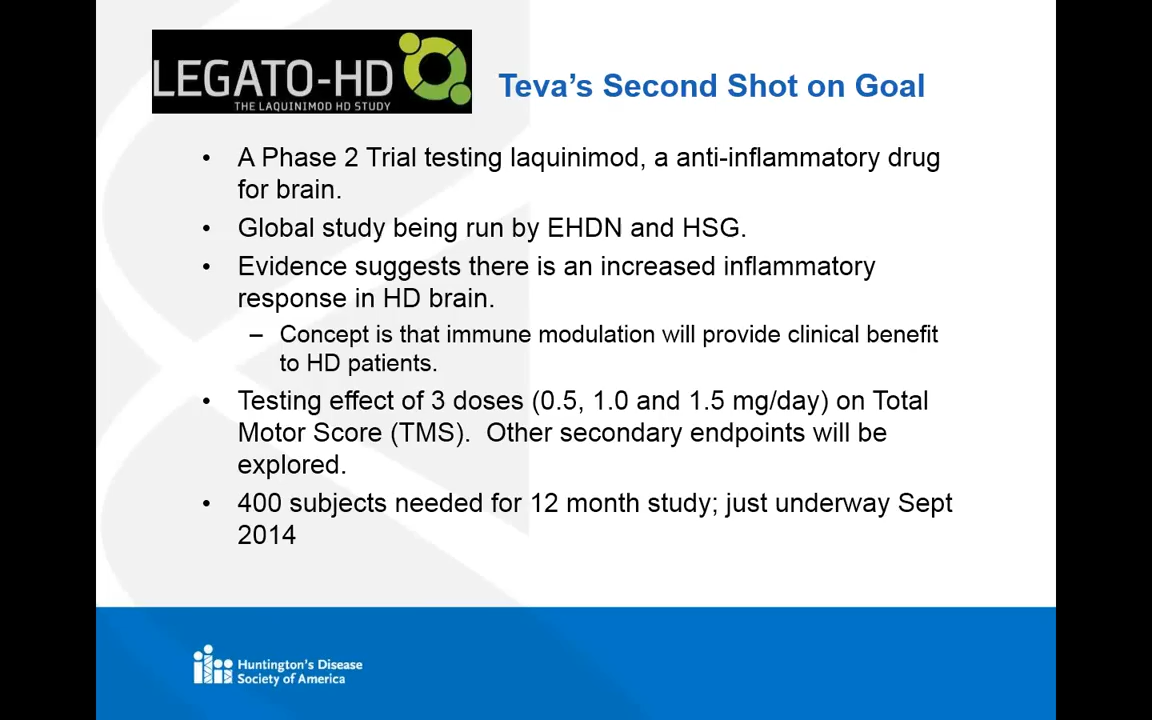 LEGATO-HD
THE LAQUINIMOD HD STUDY
Teva's Second Shot on Goal
• A Phase 2 Trial testing laquinimod, a anti-inflammatory drug
for brain.
• Global study being run by EHDN and HSG.
• Evidence suggests there is an increased inflammatory
response in HD brain.
– Concept is that immune modulation will provide clinical benefit
to HD patients.
• Testing effect of 3 doses (0.5, 1.0 and 1.5 mg/day) on Total
Motor Score (TMS).  Other secondary endpoints will be
explored.
• 400 subjects needed for 12 month study; just underway Sept
2014
Huntington's Disease
Society of America